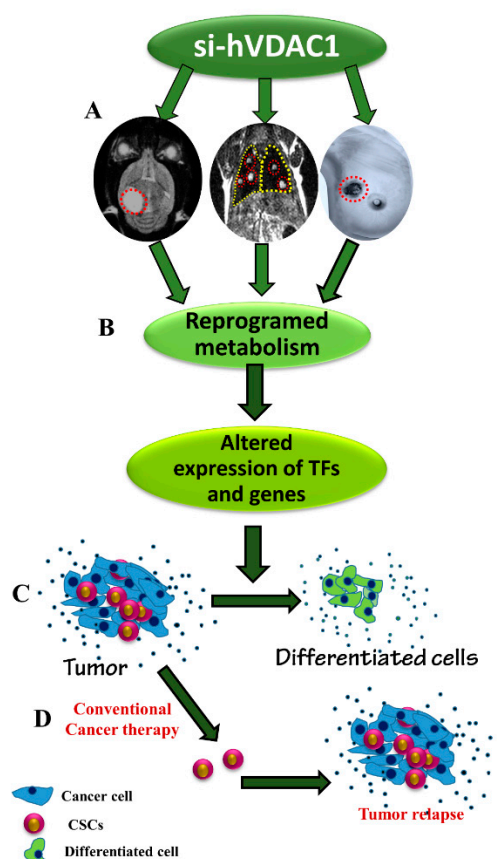 si-hVDAC1
A
B
Reprogramed
metabolism
Altered
expression of TFs
and genes
C
Tumor
Differentiated cells
D
Conventional
Cancer therapy
Tumor relapse
Cancer cell
CSCs
Differentiated cell